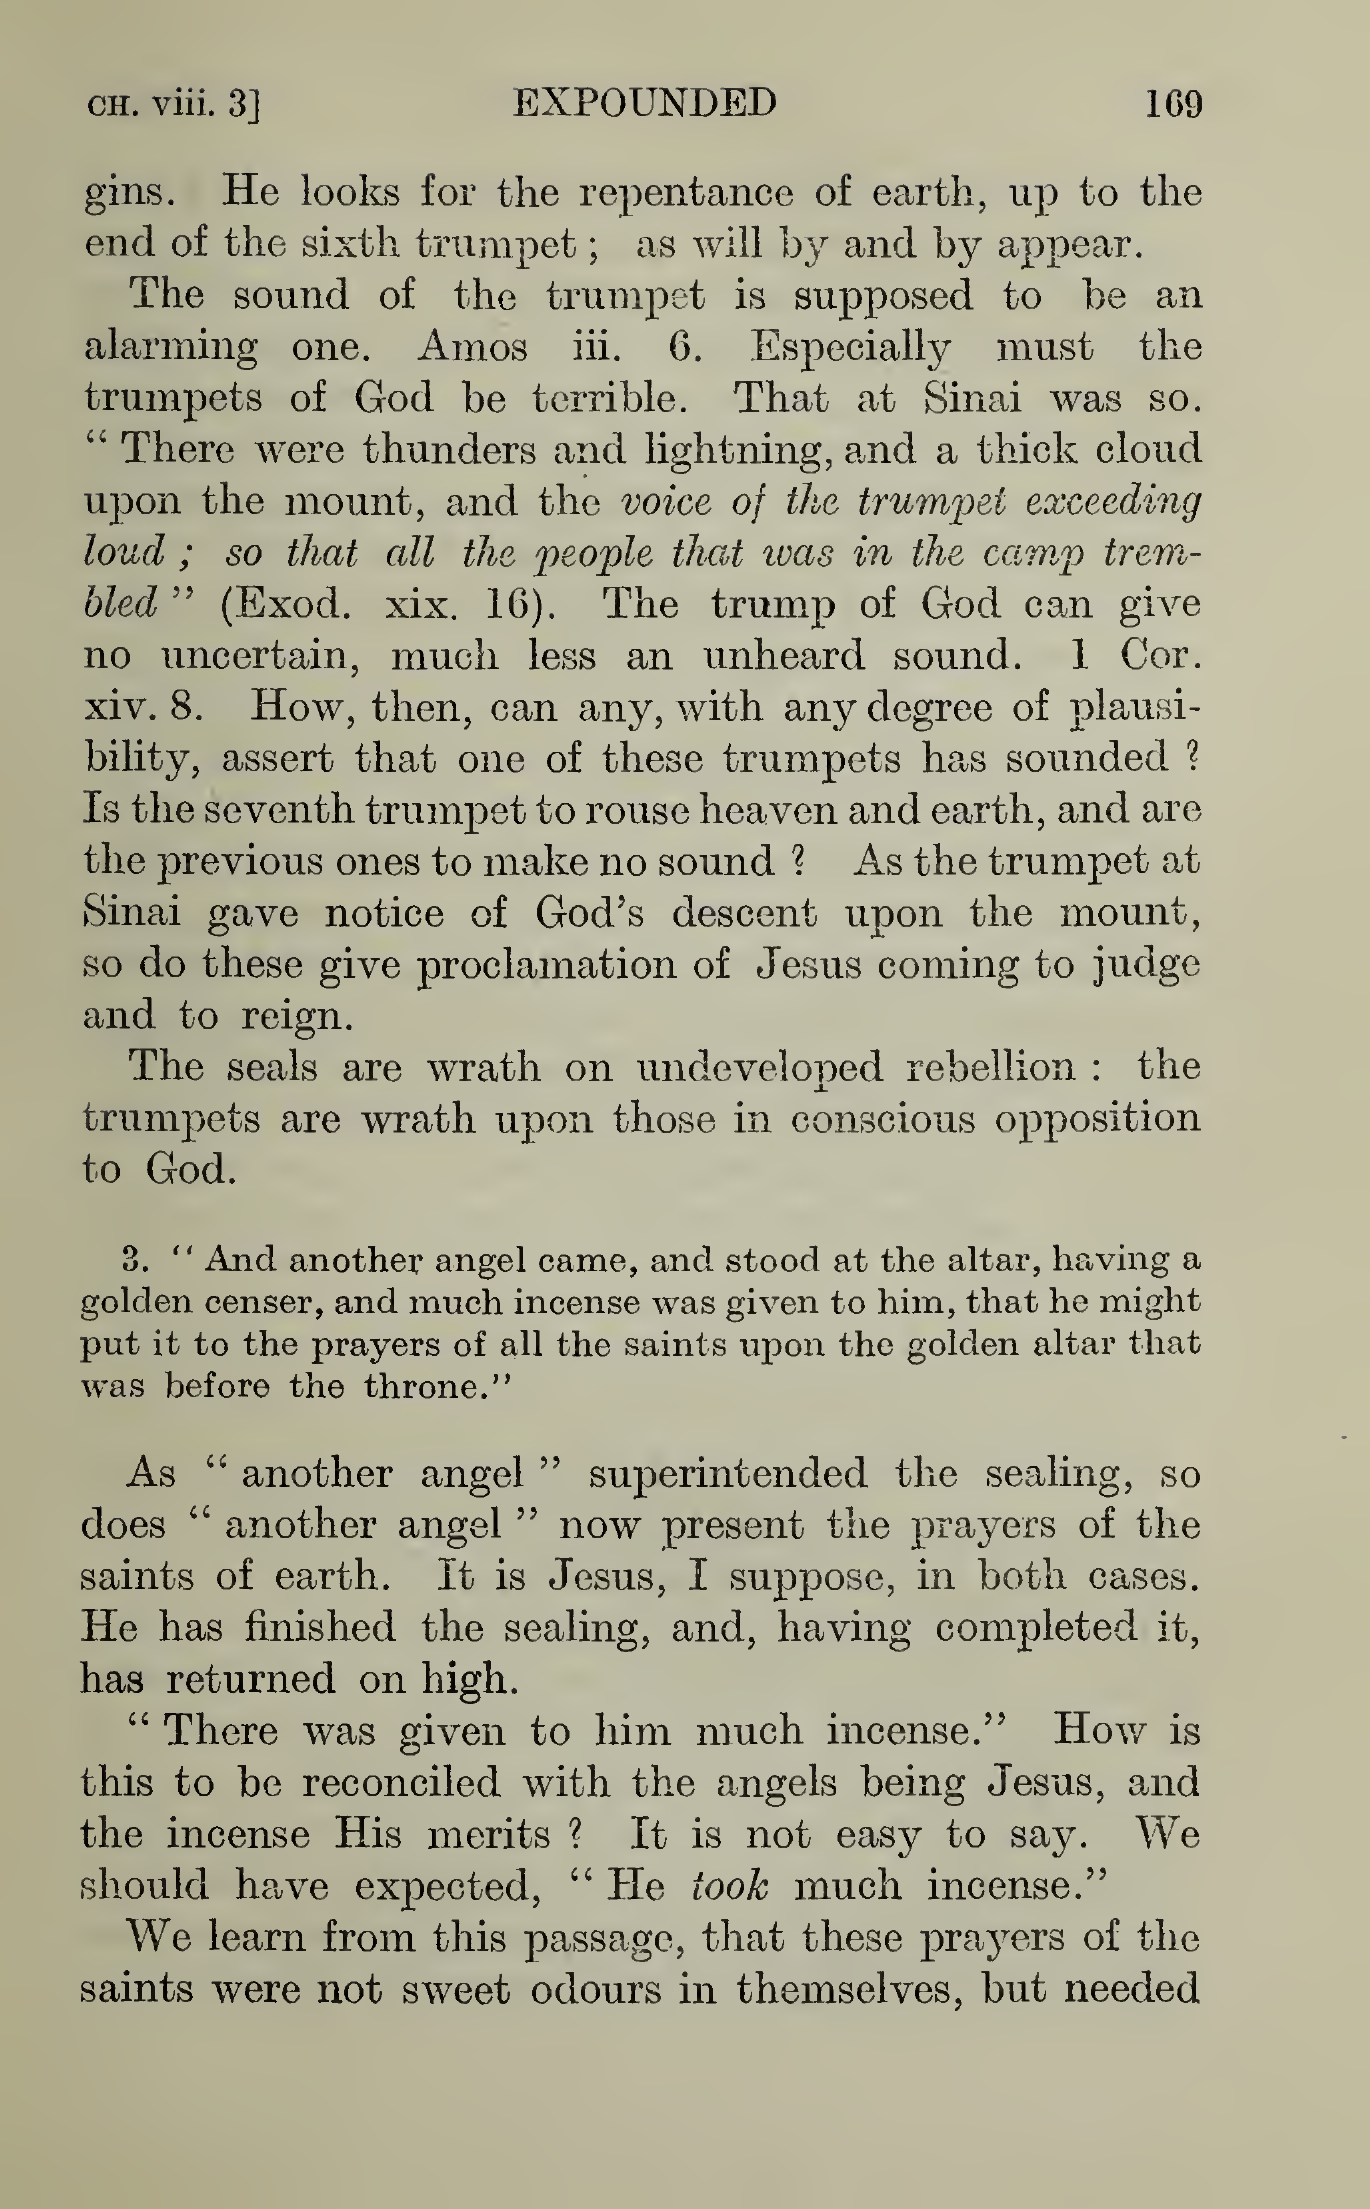 CH. viii. 3] EXPOUNDED 169
gins. He looks for the repentance of earth, up to the
end of the sixth trumpet ; as will by and by appear.
The sound of the trumpet is supposed to be an
alarming one. Amos iii. 6. Especially must the
trumpets of God be terrible. That at Sinai was so.
“ There were thunders and lightning, and a thick cloud
upon the mount, and the voice of the trumpet exceeding
loud ; so that all the people that was in the camp trem-
bled ” (Exod. xix. 16). The trump of God can give
no uncertain, much less an unheard sound. 1 Cor.
xiv. 8. How, then, can any, with any degree of plausi-
bility, assert that one of these trumpets has sounded ?
Is the seventh trumpet to rouse heaven and earth, and are
the previous ones to make no sound ? As the trumpet at
Sinai gave notice of God’s descent upon the mount,
so do these give proclamation of Jesus coming to judge
and to reign.
The seals are wrath on undeveloped rebellion : the
trumpets are wrath upon those in conscious opposition
to God.
3. “ And another angel came, and stood at the altar, having a
golden censer, and much incense was given to him, that he might
put it to the prayers of all the saints upon the golden altar that
was before the throne.”
As “ another angel ” superintended the sealing, so
does “ another angel ” now present the prayers of the
saints of earth. It is Jesus, I suppose, in both cases.
He has finished the sealing, and, having completed it,
has returned on high.
“ There was given to him much incense.” How is
this to be reconciled with the angels being Jesus, and
the incense His merits ? It is not easy to say. We
should have expected, “ He took much incense.”
We learn from this passage, that these prayers of the
saints were not sweet odours in themselves, but needed